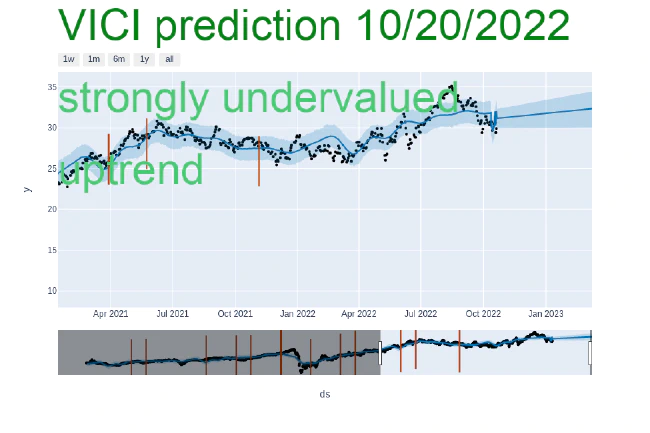 VICI prediction 10/20/2022
1w 1m 6m 1y all
strongly undervalued
uptrend
35
30
25
20
15
10
y
Apr 2021 Jul 2021 Oct 2021 Jan 2022 Apr 2022 Jul 2022 Oct 2022 Jan 2023
ds